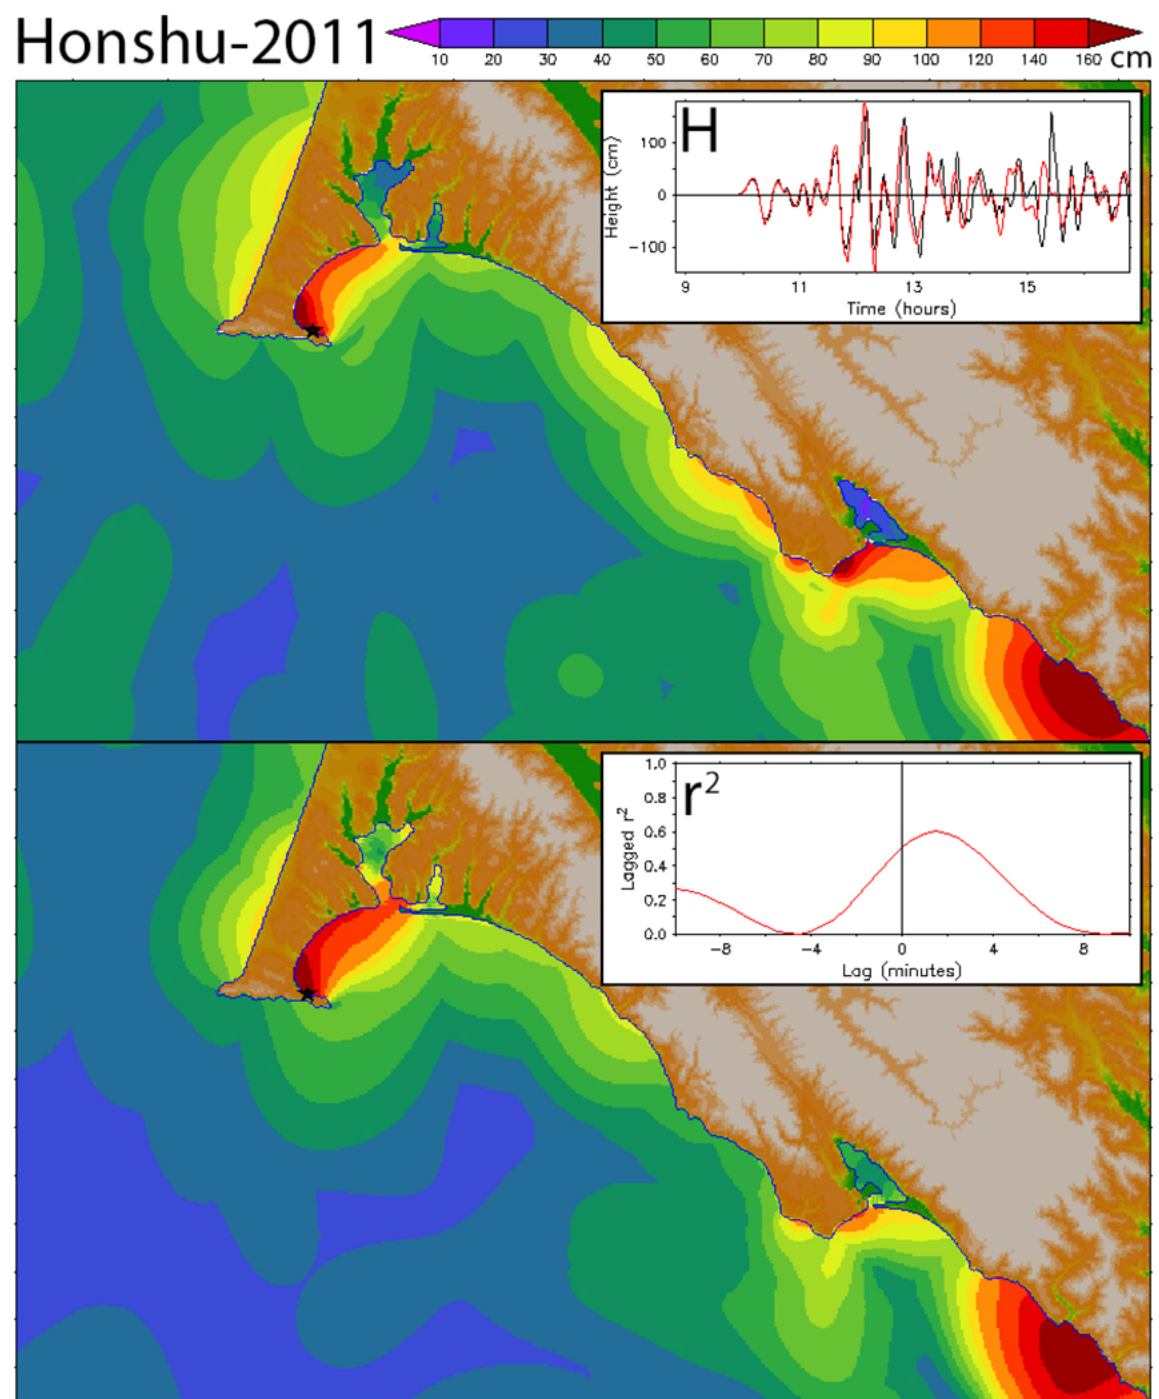 Honshu-2011
10 20 30 40 50 60 70 80 90 100 120 140 160 cm
H
Height (cm)
100
0
-100
9 11 13 15
Time (hours)
r²
Lagged r²
1.0
0.8
0.6
0.4
0.2
0.0
-8 -4 0 4 8
Lag (minutes)